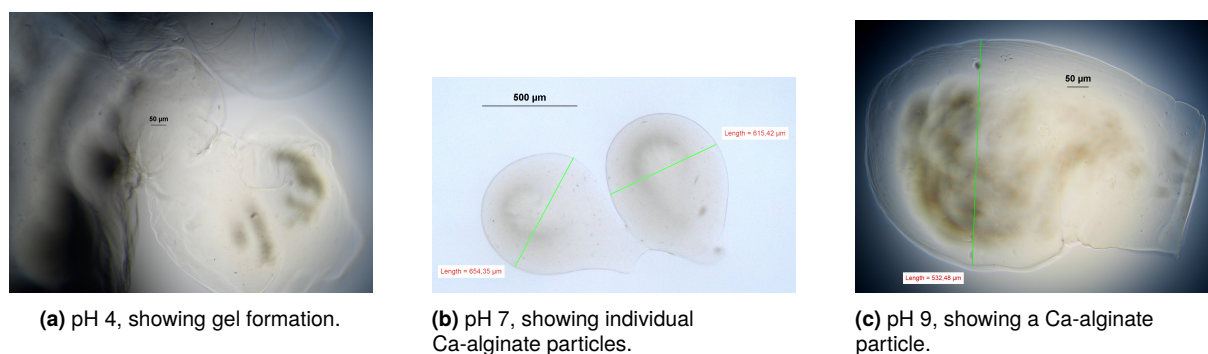 50 µm
500 µm
Length = 615,42 µm
Length = 654,35 µm
50 µm
Length = 532,48 µm
(a) pH 4, showing gel formation.
(b) pH 7, showing individual
Ca-alginate particles.
(c) pH 9, showing a Ca-alginate
particle.